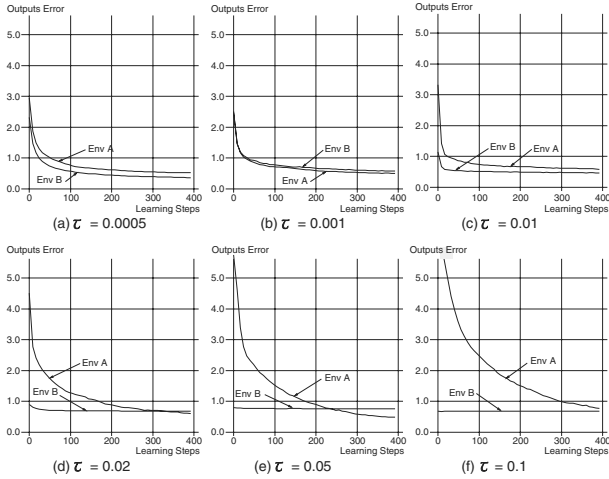 Outputs Error
5.0
4.0
3.0
2.0
1.0
0.0
Env A
Env B
0 100 200 300 400
Learning Steps
(a) τ = 0.0005
Outputs Error
5.0
4.0
3.0
2.0
1.0
0.0
Env B
Env A
0 100 200 300 400
Learning Steps
(b) τ = 0.001
Outputs Error
5.0
4.0
3.0
2.0
1.0
0.0
Env B
Env A
0 100 200 300 400
Learning Steps
(c) τ = 0.01
Outputs Error
5.0
4.0
3.0
2.0
1.0
0.0
Env A
Env B
0 100 200 300 400
Learning Steps
(d) τ = 0.02
Outputs Error
5.0
4.0
3.0
2.0
1.0
0.0
Env A
Env B
0 100 200 300 400
Learning Steps
(e) τ = 0.05
Outputs Error
5.0
4.0
3.0
2.0
1.0
0.0
Env A
Env B
0 100 200 300 400
Learning Steps
(f) τ = 0.1